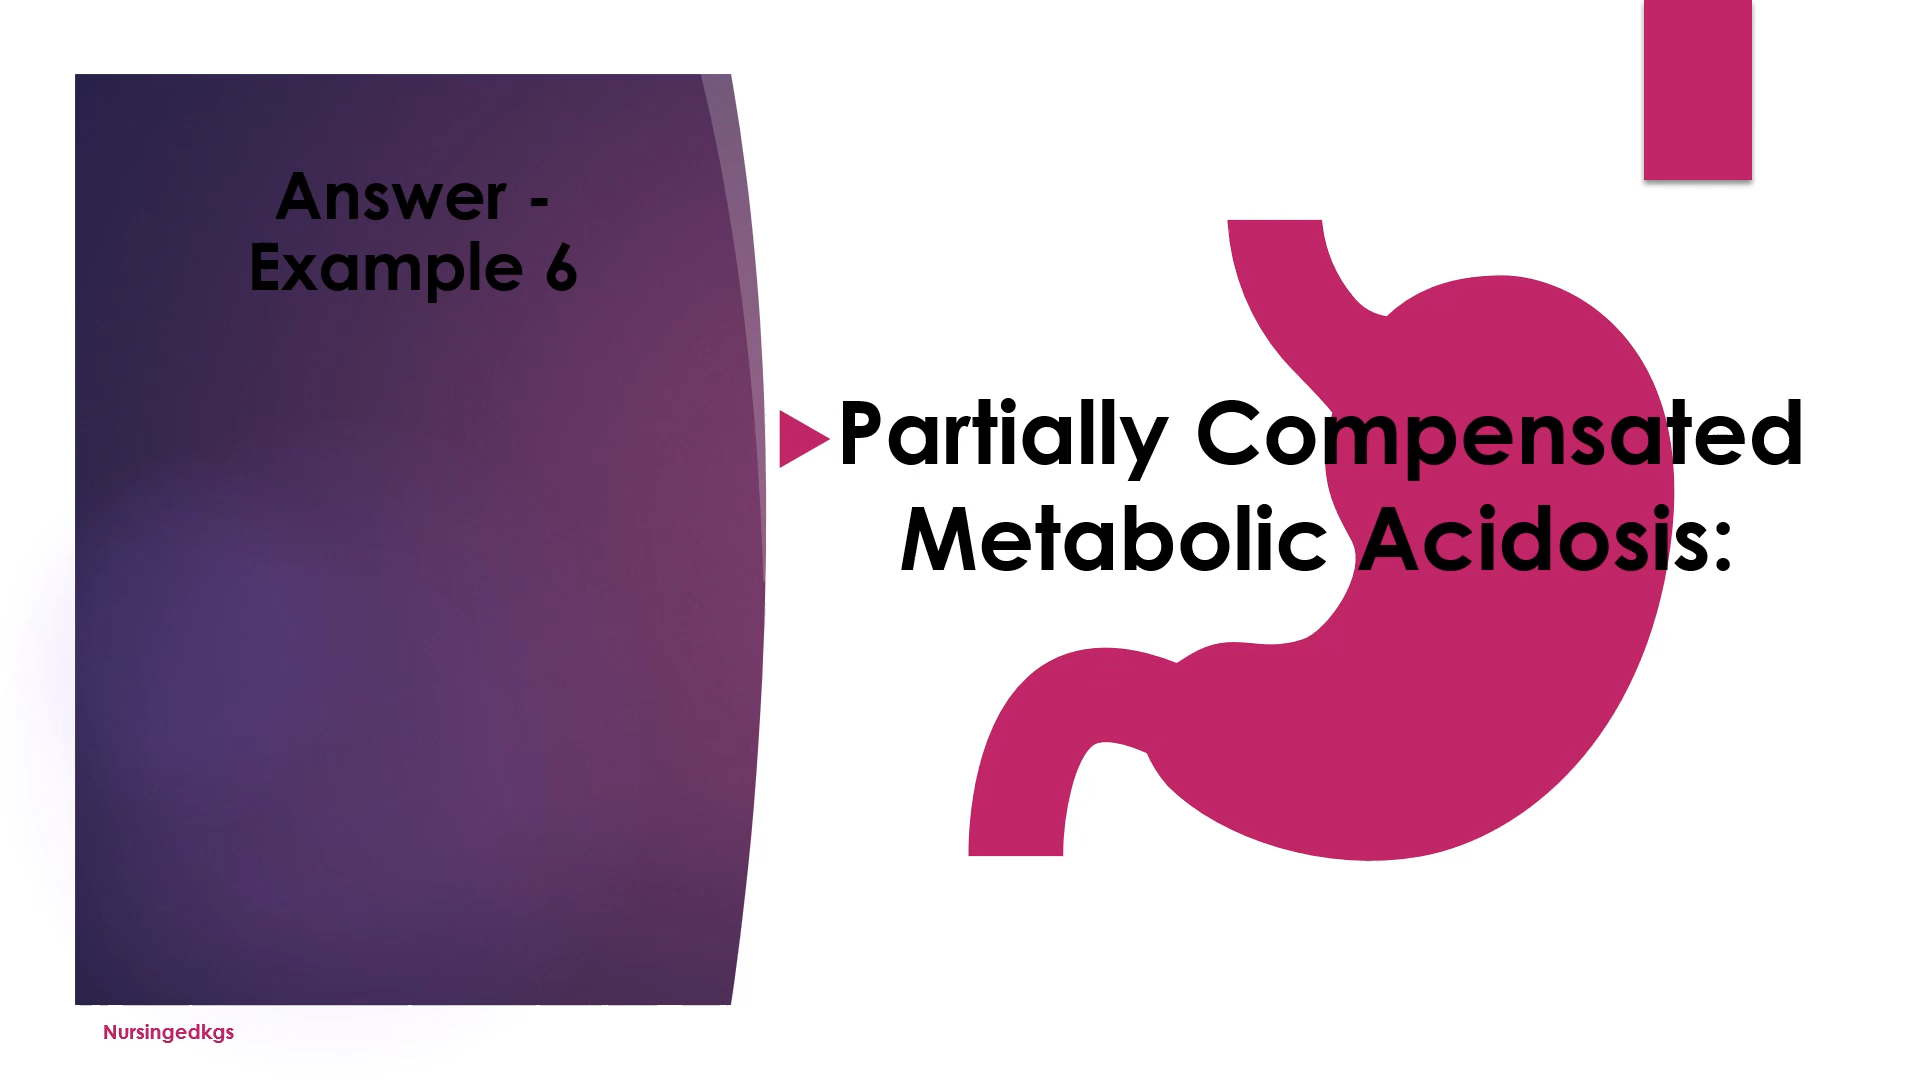 Answer -
Example 6
Partially Compensated
Metabolic Acidosis:
Nursingedkgs